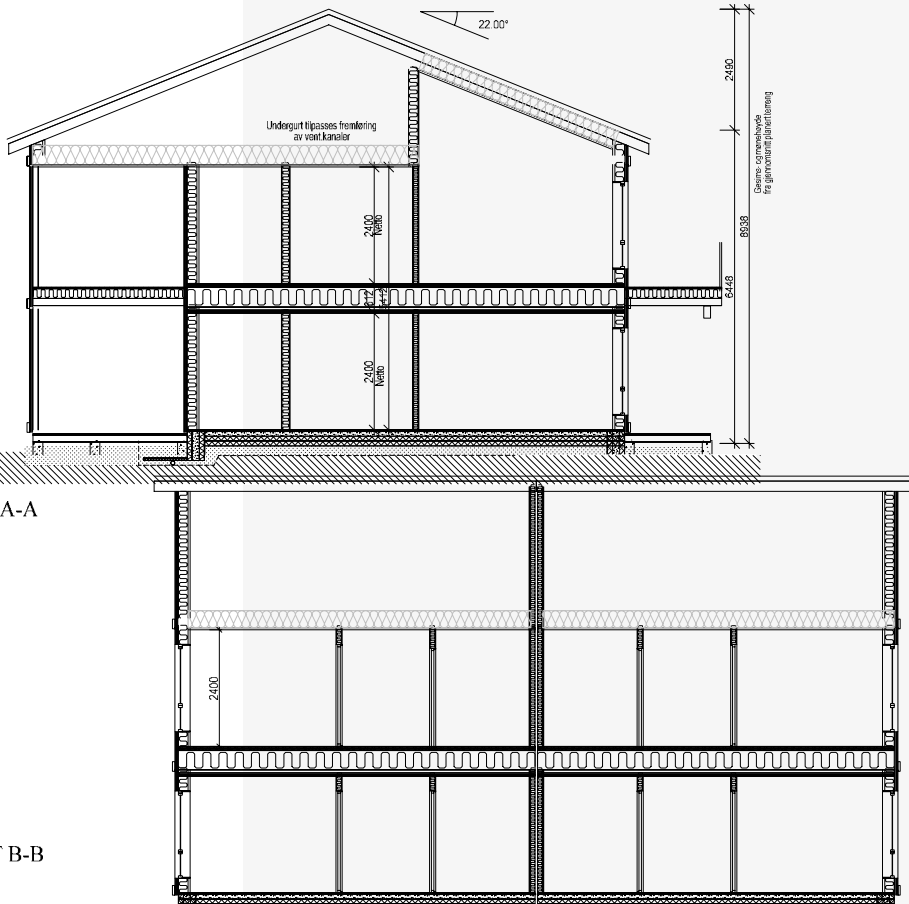 22.00°
2490
Undergurt tilpasses fremføring
av vent.kanaler
Gesims- og mønehøyde
fra gjennomsnitt planert terreng
2400
Netto
8938
6448
2400
Netto
A-A
2400
B-B